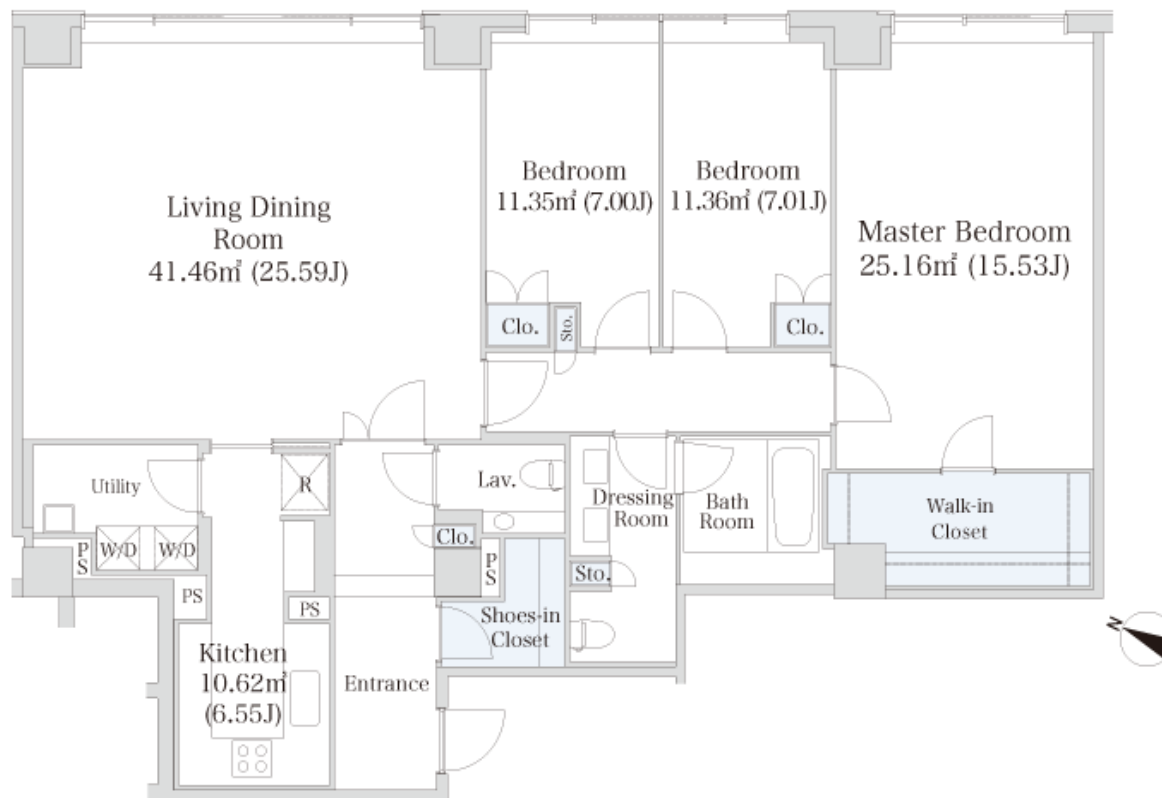 Living Dining
Room
41.46㎡ (25.59J)
Bedroom
11.35㎡ (7.00J)
Bedroom
11.36㎡ (7.01J)
Master Bedroom
25.16㎡ (15.53J)
Clo.
Sto.
Clo.
Utility
R
Lav.
Dressing
Room
Bath
Room
Walk-in
Closet
W/D
W/D
PS
Clo.
PS
PS
PS
Sto.
Shoes-in
Closet
Kitchen
10.62㎡
(6.55J)
Entrance
N